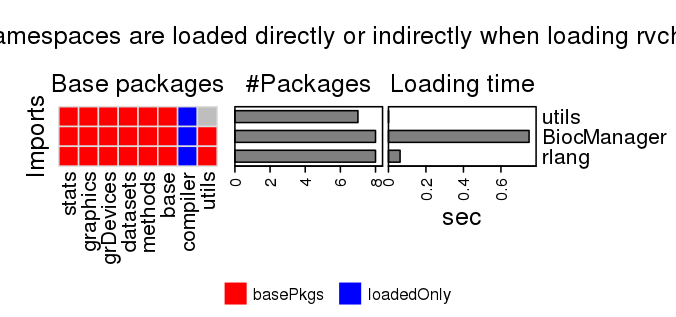 amespaces are loaded directly or indirectly when loading rvch
Base packages #Packages Loading time
Imports
utils
BiocManager
rlang
stats graphics grDevices datasets methods base compiler utils
0 2 4 6 8
0 0.2 0.4 0.6
sec
basePkgs loadedOnly